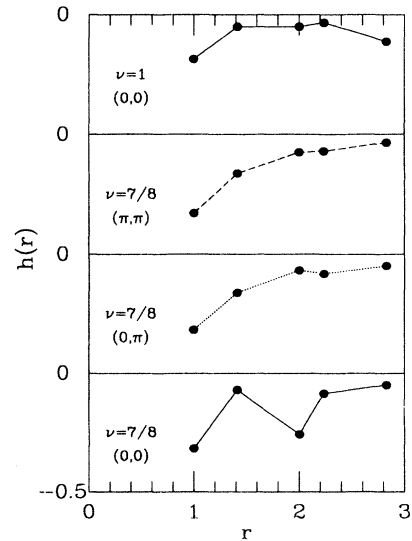 0
ν=1
(0,0)
0
ν=7/8
(π,π)
h(r)
0
ν=7/8
(0,π)
0
ν=7/8
(0,0)
-0.5
0 1 2 3
r